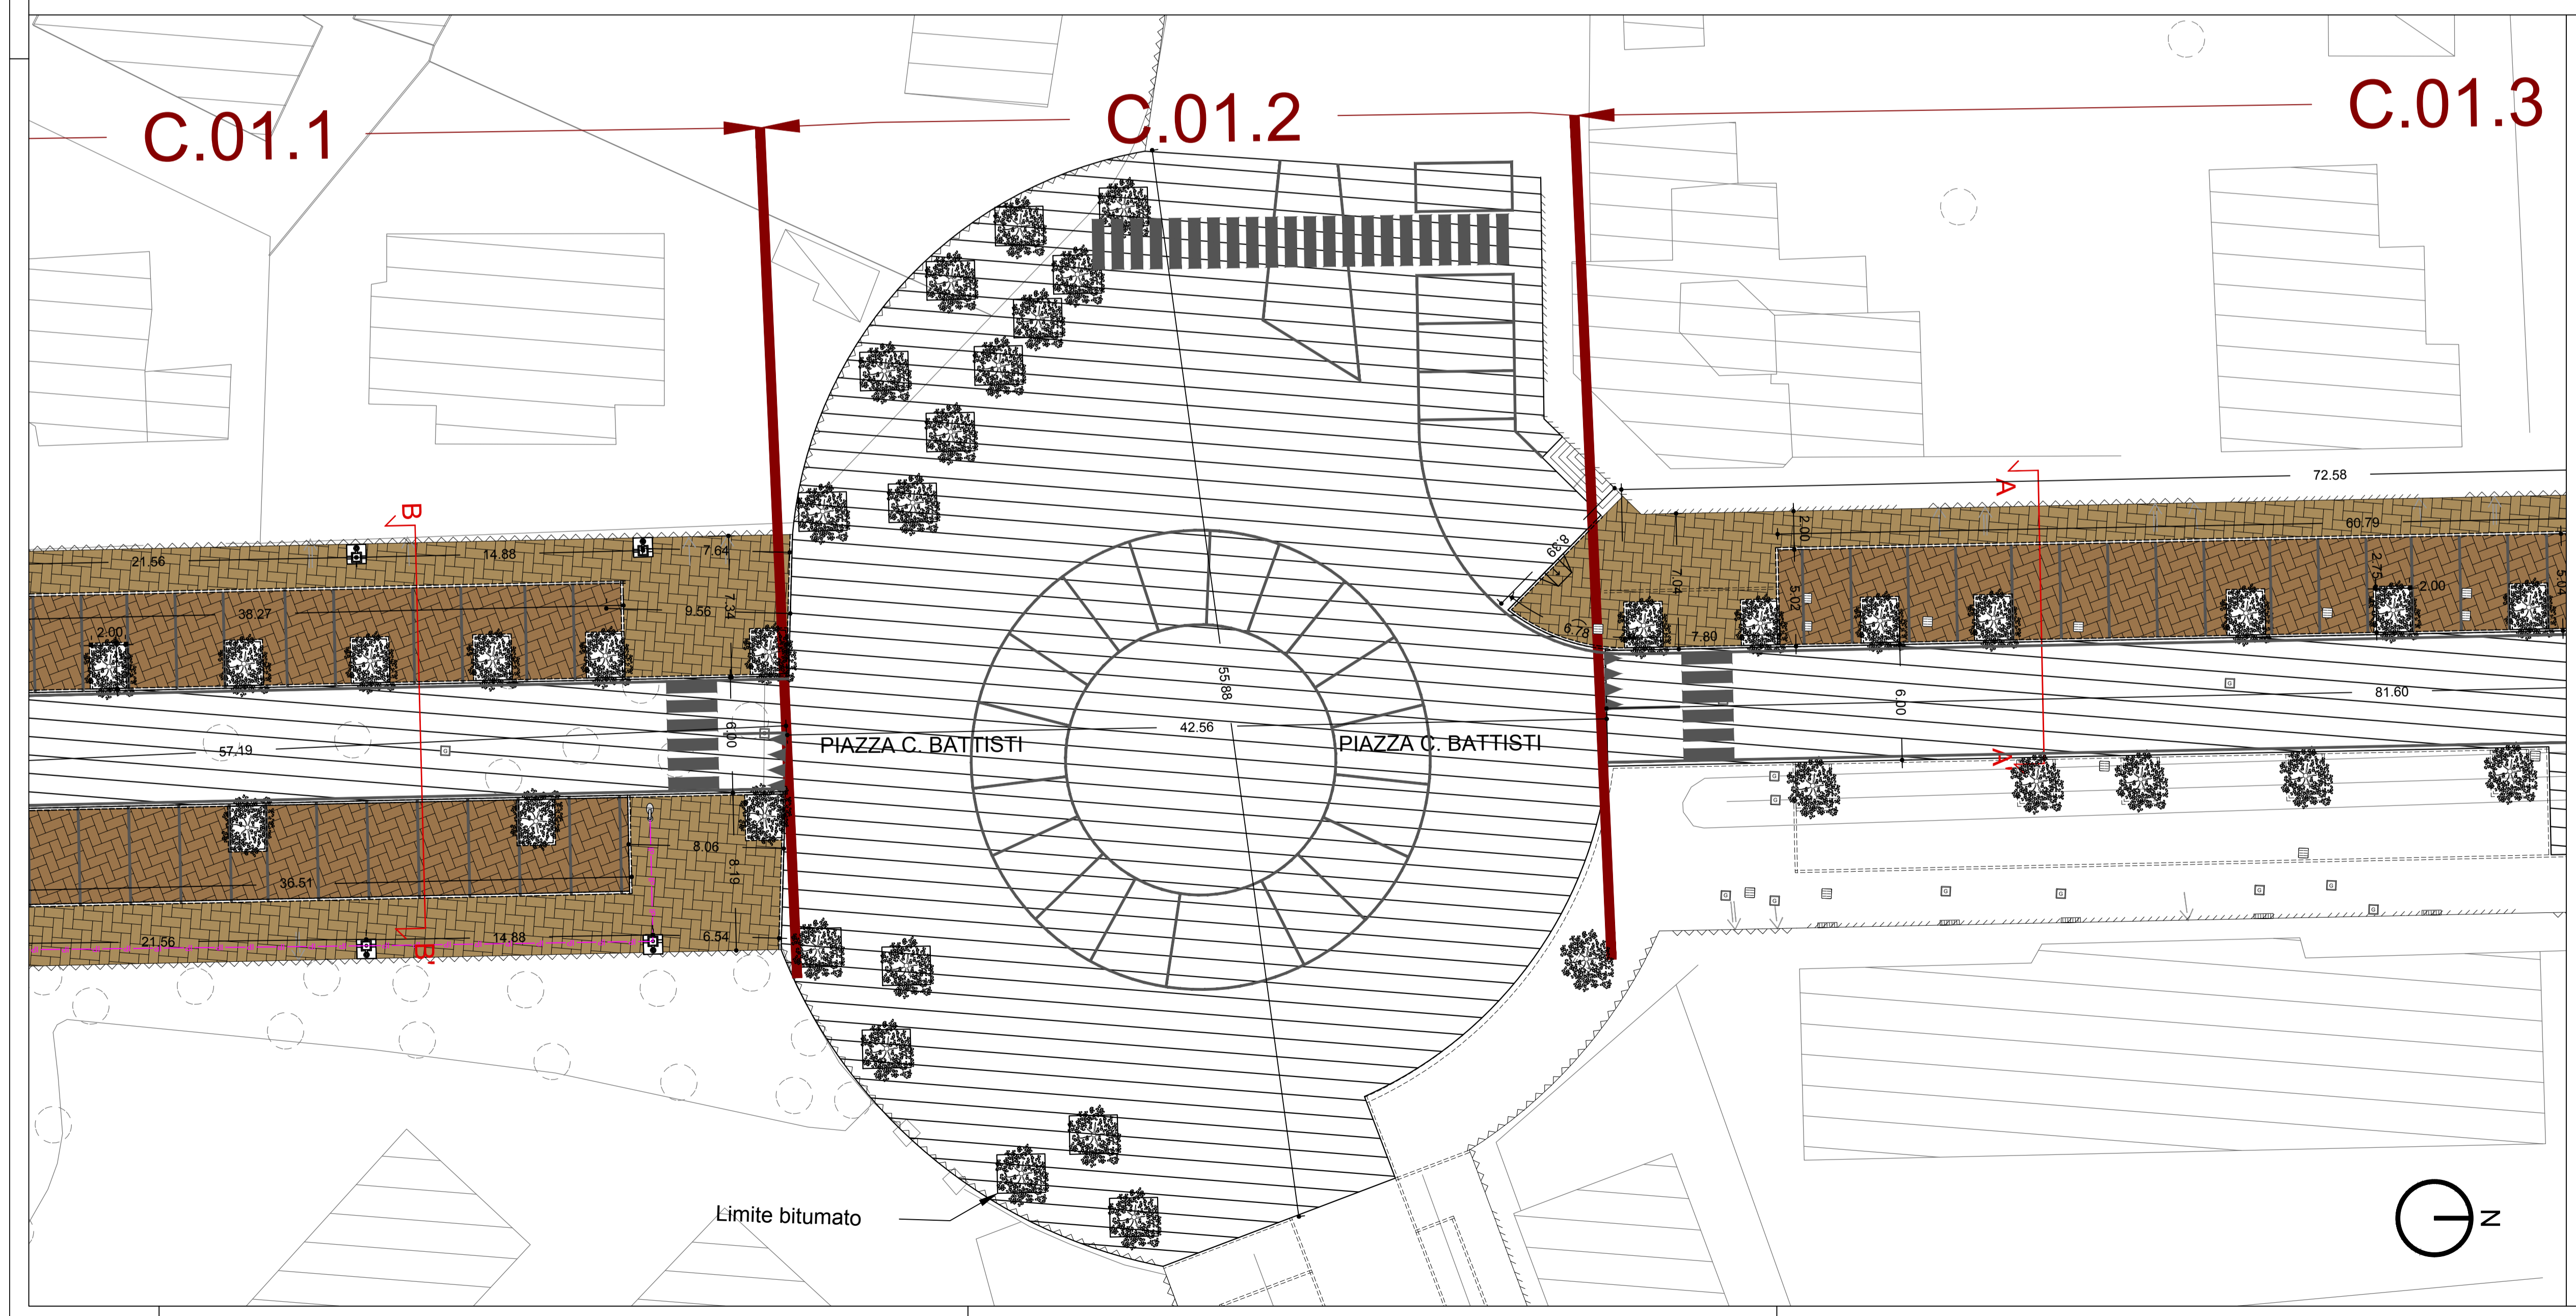 C.01.1
C.01.2
C.01.3
72.58
A
B
2.00
60.79
21.56
14.88
7.64
8.39
7.04
5.02
2.75
2.00
5.04
38.27
9.56
7.34
2.00
6.78
7.80
55.88
6.00
81.60
57.19
6.00
42.56
PIAZZA C. BATTISTI
PIAZZA C. BATTISTI
A'
8.06
8.19
36.51
21.56
14.88
6.54
B'
Limite bitumato
N